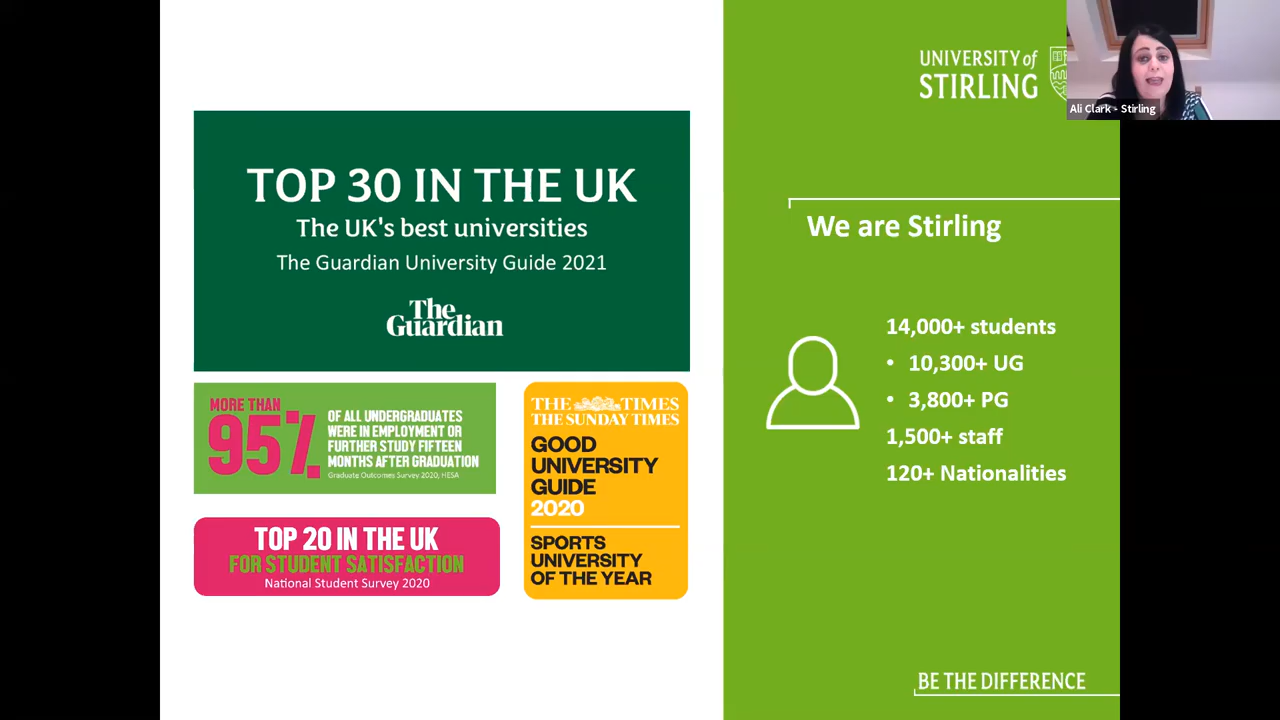 TOP 30 IN THE UK
The UK's best universities
The Guardian University Guide 2021
The
Guardian
MORE THAN
95%
OF ALL UNDERGRADUATES
WERE IN EMPLOYMENT OR
FURTHER STUDY FIFTEEN
MONTHS AFTER GRADUATION
Graduate Outcomes Survey 2020, HESA
TOP 20 IN THE UK
FOR STUDENT SATISFACTION
National Student Survey 2020
THE TIMES
THE SUNDAY TIMES
GOOD
UNIVERSITY
GUIDE
2020
SPORTS
UNIVERSITY
OF THE YEAR
UNIVERSITY of
STIRLING
Ali Clark - Stirling
We are Stirling
14,000+ students
• 10,300+ UG
• 3,800+ PG
1,500+ staff
120+ Nationalities
BE THE DIFFERENCE